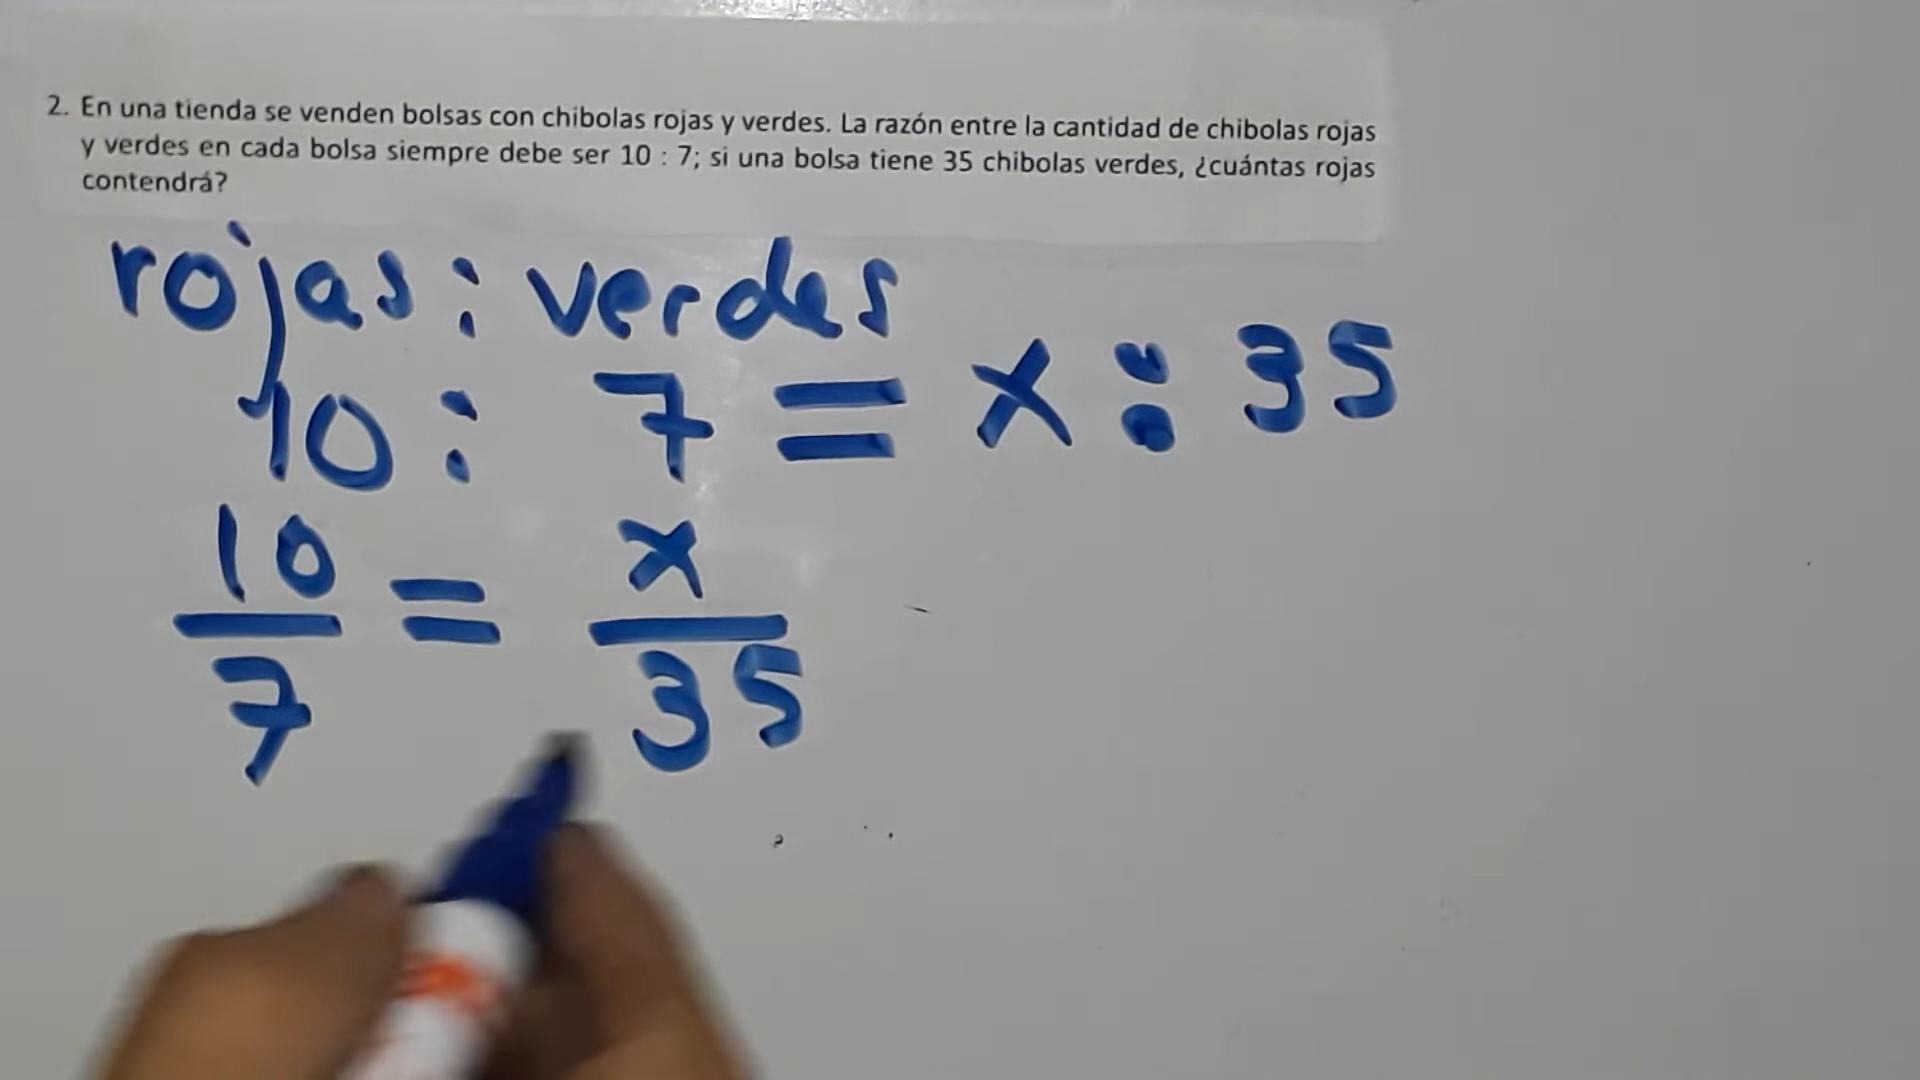 2. En una tienda se venden bolsas con chibolas rojas y verdes. La razón entre la cantidad de chibolas rojas
y verdes en cada bolsa siempre debe ser 10 : 7; si una bolsa tiene 35 chibolas verdes, ¿cuántas rojas
contendrá?
rojas : verdes
10 : 7 = x : 35
10 = x
7 35